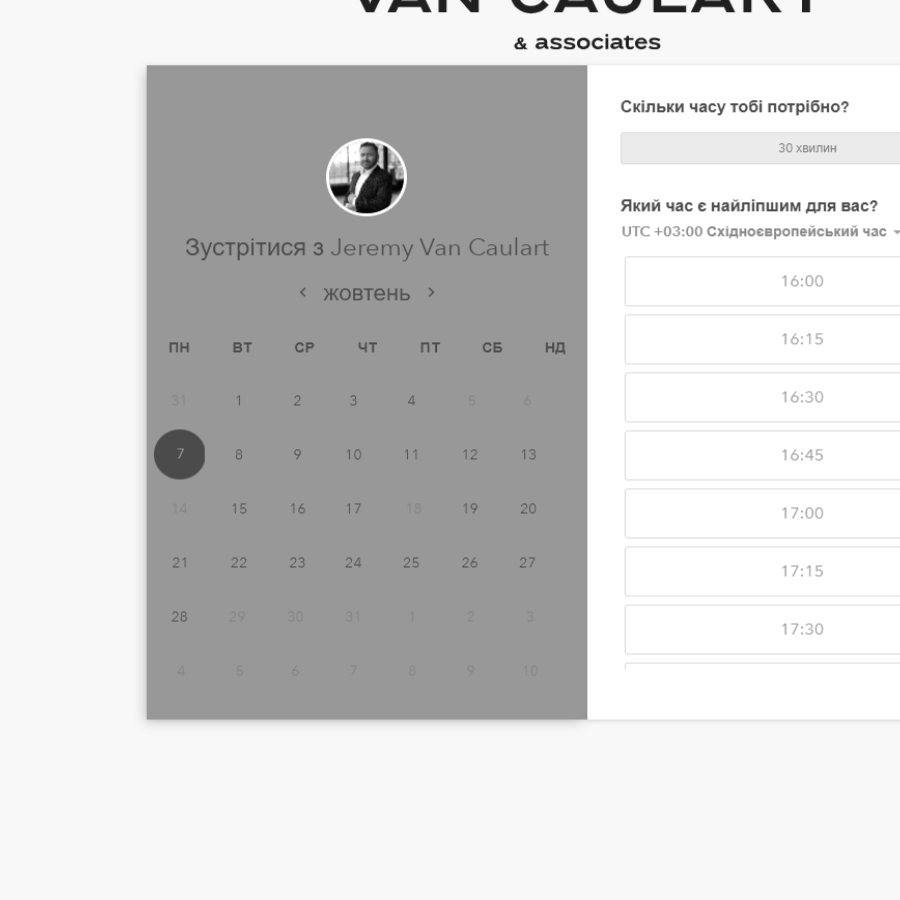 VAN CAULART
& associates
Зустрітися з Jeremy Van Caulart
жовтень
ПН ВТ СР ЧТ ПТ СБ НД
31 1 2 3 4 5 6
7 8 9 10 11 12 13
14 15 16 17 18 19 20
21 22 23 24 25 26 27
28 29 30 31 1 2 3
4 5 6 7 8 9 10
Скільки часу тобі потрібно?
30 хвилин
Який час є найліпшим для вас?
UTC +03:00 Східноєвропейський час
16:00
16:15
16:30
16:45
17:00
17:15
17:30